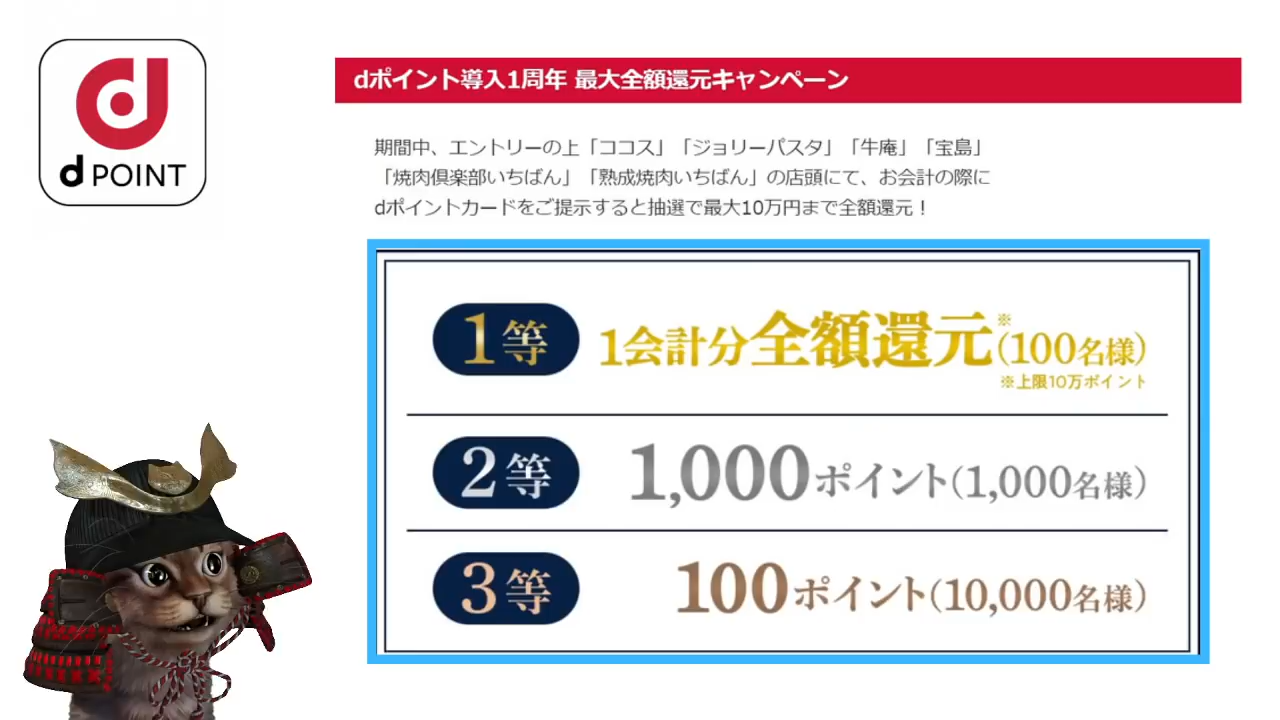 d POINT
dポイント導入1周年 最大全額還元キャンペーン
期間中、エントリーの上「ココス」「ジョリーパスタ」「牛庵」「宝島」
「焼肉倶楽部いちばん」「熟成焼肉いちばん」の店頭にて、お会計の際に
dポイントカードをご提示すると抽選で最大10万円まで全額還元！
1等 1会計分全額還元※(100名様)
※上限10万ポイント
2等 1,000ポイント(1,000名様)
3等 100ポイント(10,000名様)